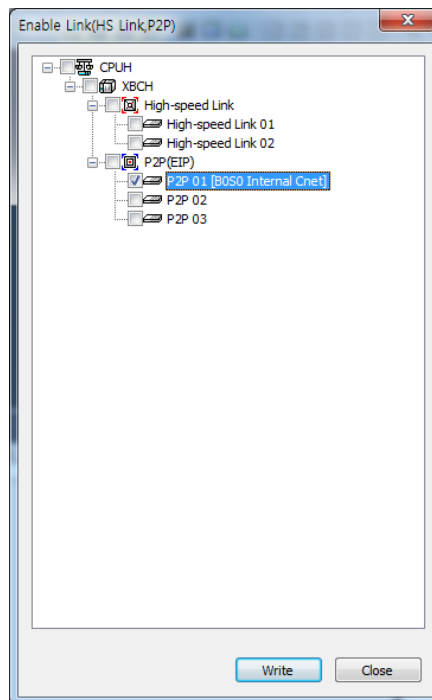 Enable Link(HS Link,P2P)
CPUH
XBCH
High-speed Link
High-speed Link 01
High-speed Link 02
P2P(EIP)
P2P 01 [B0S0 Internal Cnet]
P2P 02
P2P 03
Write
Close